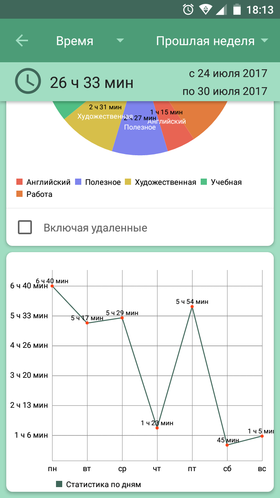 18:13
Время
Прошлая неделя
26 ч 33 мин
с 24 июля 2017
по 30 июля 2017
2 ч 31 мин
Художественная
Полезное
1 ч 15 мин
Английский
Английский Полезное Художественная Учебная
Работа
Включая удаленные
6 ч 40 мин
6 ч 40 мин
5 ч 33 мин
5 ч 17 мин
5 ч 29 мин
5 ч 54 мин
4 ч 26 мин
3 ч 20 мин
2 ч 13 мин
1 ч 6 мин
1 ч 23 мин
45 мин
1 ч 5 мин
пн вт ср чт пт сб вс
Статистика по дням